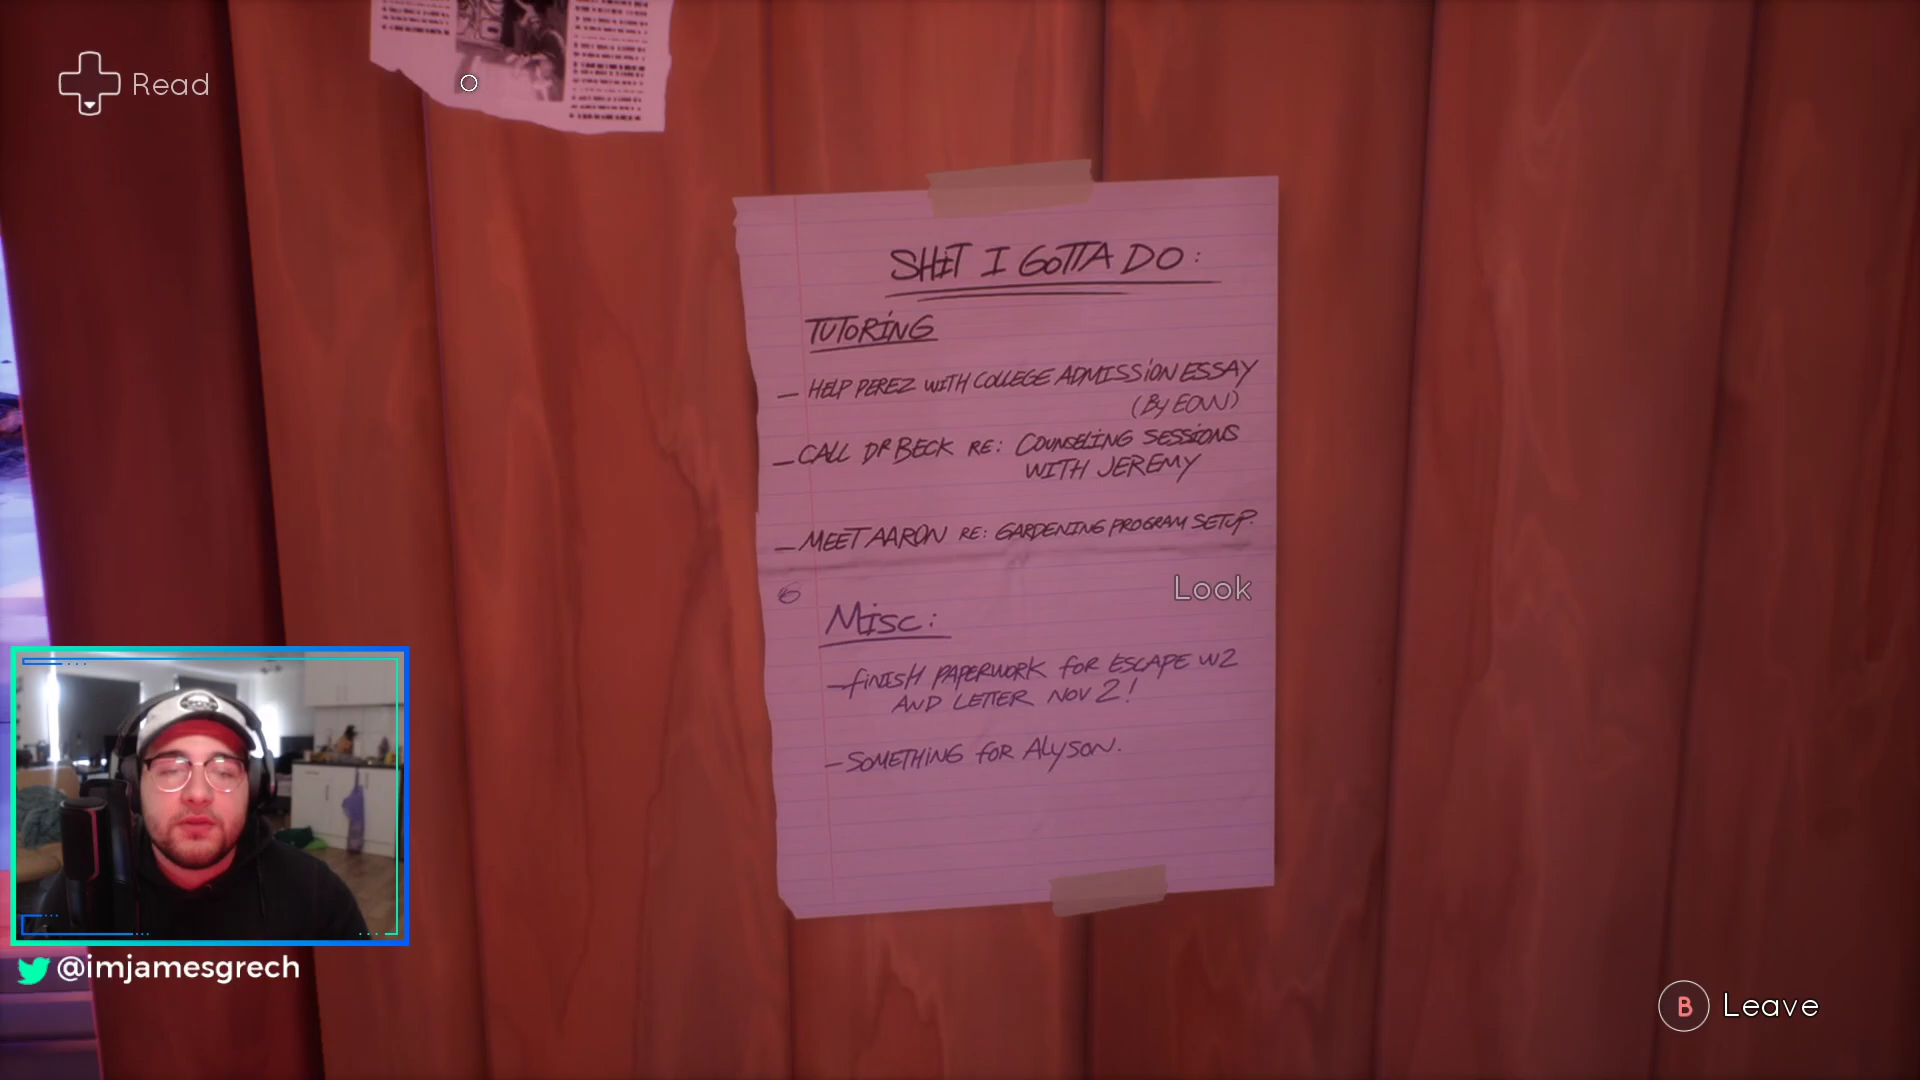 Read
SHIT I GOTTA DO:
TUTORING
- HELP PEREZ WITH COLLEGE ADMISSION ESSAY
(BY EOW)
- CALL DR BECK RE: COUNSELING SESSIONS
WITH JEREMY
- MEET AARON RE: GARDENING PROGRAM SETUP.
Look
MISC:
- FINISH PAPERWORK FOR ESCAPE W2
AND LETTER NOV 2!
- SOMETHING FOR ALYSON.
@imjamesgrech
B Leave